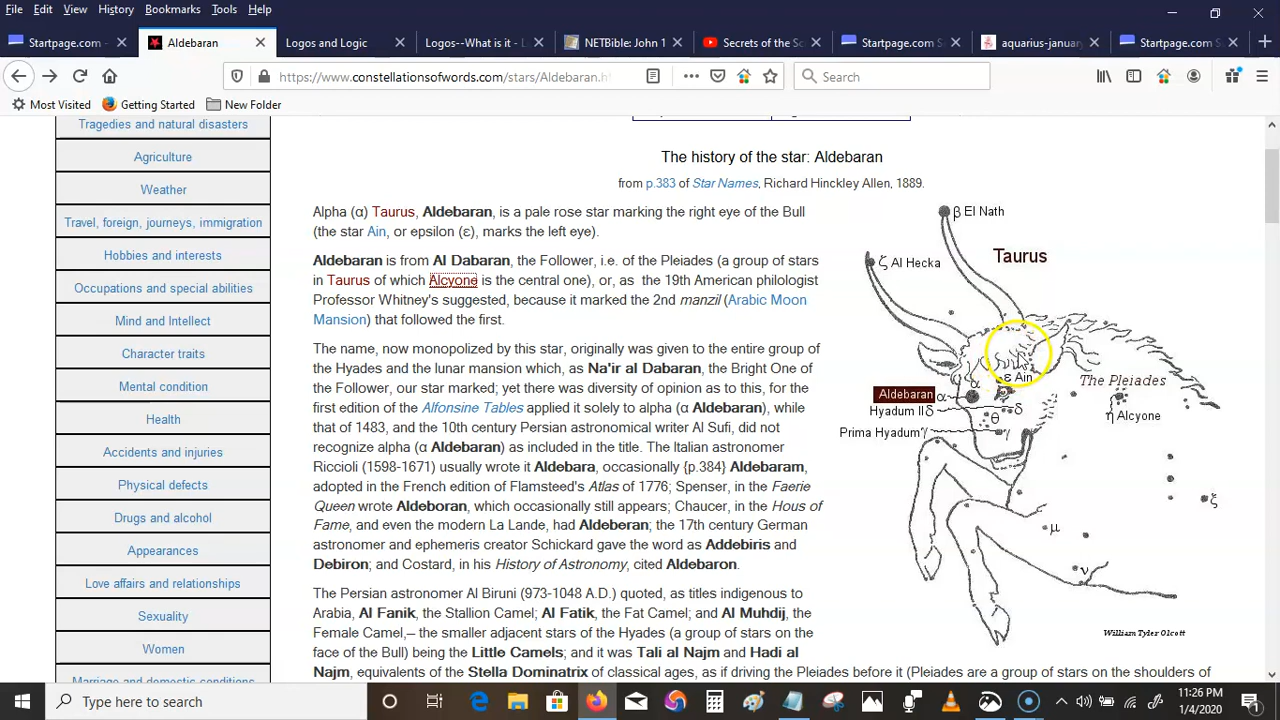 File Edit View History Bookmarks Tools Help
Startpage.com -
Aldebaran
Logos and Logic
Logos--What is it - L
NETBible: John 1
Secrets of the Sc
Startpage.com
aquarius-january
Startpage.com S
https://www.constellationsofwords.com/stars/Aldebaran.h
Search
Most Visited Getting Started New Folder
Tragedies and natural disasters
Agriculture
Weather
Travel, foreign, journeys, immigration
Hobbies and interests
Occupations and special abilities
Mind and Intellect
Character traits
Mental condition
Health
Accidents and injuries
Physical defects
Drugs and alcohol
Appearances
Love affairs and relationships
Sexuality
Women
Marriage and domestic conditions
The history of the star: Aldebaran
from p.383 of Star Names, Richard Hinckley Allen, 1889.
Alpha (α) Taurus, Aldebaran, is a pale rose star marking the right eye of the Bull
(the star Ain, or epsilon (ε), marks the left eye).
Aldebaran is from Al Dabaran, the Follower, i.e. of the Pleiades (a group of stars
in Taurus of which Alcyone is the central one), or, as the 19th American philologist
Professor Whitney's suggested, because it marked the 2nd manzil (Arabic Moon
Mansion) that followed the first.
The name, now monopolized by this star, originally was given to the entire group of
the Hyades and the lunar mansion which, as Na'ir al Dabaran, the Bright One of
the Follower, our star marked; yet there was diversity of opinion as to this, for the
first edition of the Alfonsine Tables applied it solely to alpha (α Aldebaran), while
that of 1483, and the 10th century Persian astronomical writer Al Sufi, did not
recognize alpha (α Aldebaran) as included in the title. The Italian astronomer
Riccioli (1598-1671) usually wrote it Aldebara, occasionally {p.384} Aldebaram,
adopted in the French edition of Flamsteed's Atlas of 1776; Spenser, in the Faerie
Queen wrote Aldeboran, which occasionally still appears; Chaucer, in the Hous of
Fame, and even the modern La Lande, had Aldeberan; the 17th century German
astronomer and ephemeris creator Schickard gave the word as Addebiris and
Debiron; and Costard, in his History of Astronomy, cited Aldebaron.
The Persian astronomer Al Biruni (973-1048 A.D.) quoted, as titles indigenous to
Arabia, Al Fanik, the Stallion Camel; Al Fatik, the Fat Camel; and Al Muhdij, the
Female Camel,— the smaller adjacent stars of the Hyades (a group of stars on the
face of the Bull) being the Little Camels; and it was Tali al Najm and Hadi al
Najm, equivalents of the Stella Dominatrix of classical ages, as if driving the Pleiades before it (Pleiades are a group of stars on the shoulders of
β El Nath
Taurus
ζ Al Hecka
ε Ain
α
The Pleiades
Aldebaran α
Hyadum II δ
δ
η Alcyone
θ
Prima Hyadum γ
γ
ζ
μ
ν
William Tyler Olcott
Type here to search
11:26 PM
1/4/2020
1